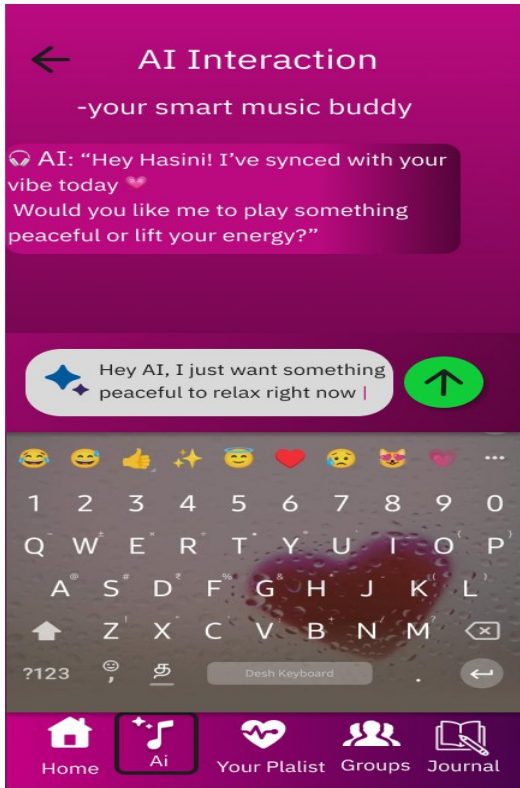 AI Interaction
-your smart music buddy
🎧 AI: “Hey Hasini! I’ve synced with your
vibe today 💗
Would you like me to play something
peaceful or lift your energy?”
Hey AI, I just want something
peaceful to relax right now |
😂 😅 👍 ✨ 😇 ❤️ 😥 😻 💗 ...
1 2 3 4 5 6 7 8 9 0
Q W E R T Y U I O P
A S D F G H J K L
Z X C V B N M
?123 , த Desh Keyboard .
Home Ai Your Plalist Groups Journal